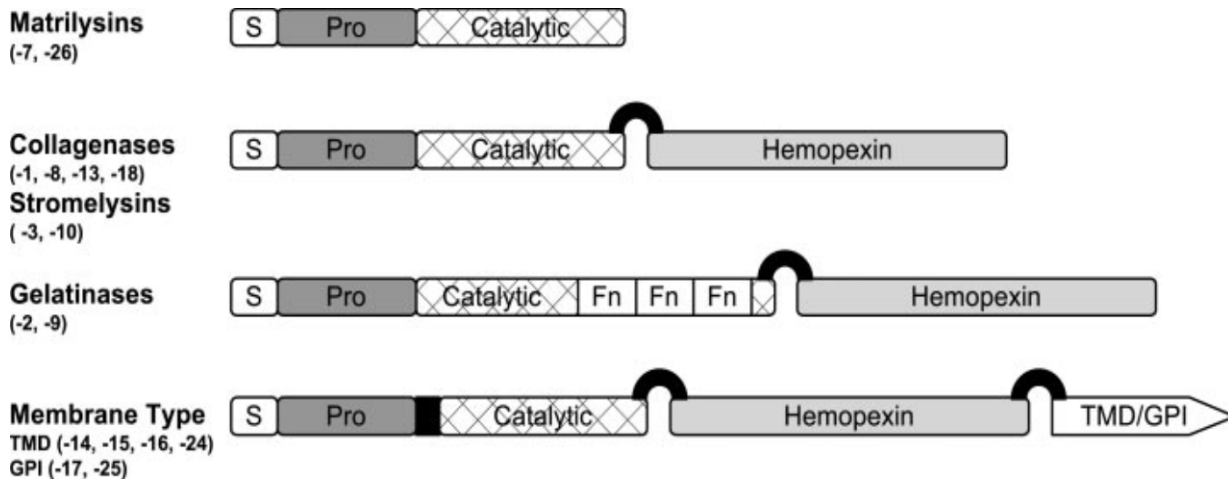 Matrilysins
(-7, -26)
S Pro Catalytic
Collagenases
(-1, -8, -13, -18)
Stromelysins
( -3, -10)
S Pro Catalytic Hemopexin
Gelatinases
(-2, -9)
S Pro Catalytic Fn Fn Fn Hemopexin
Membrane Type
TMD (-14, -15, -16, -24)
GPI (-17, -25)
S Pro Catalytic Hemopexin TMD/GPI